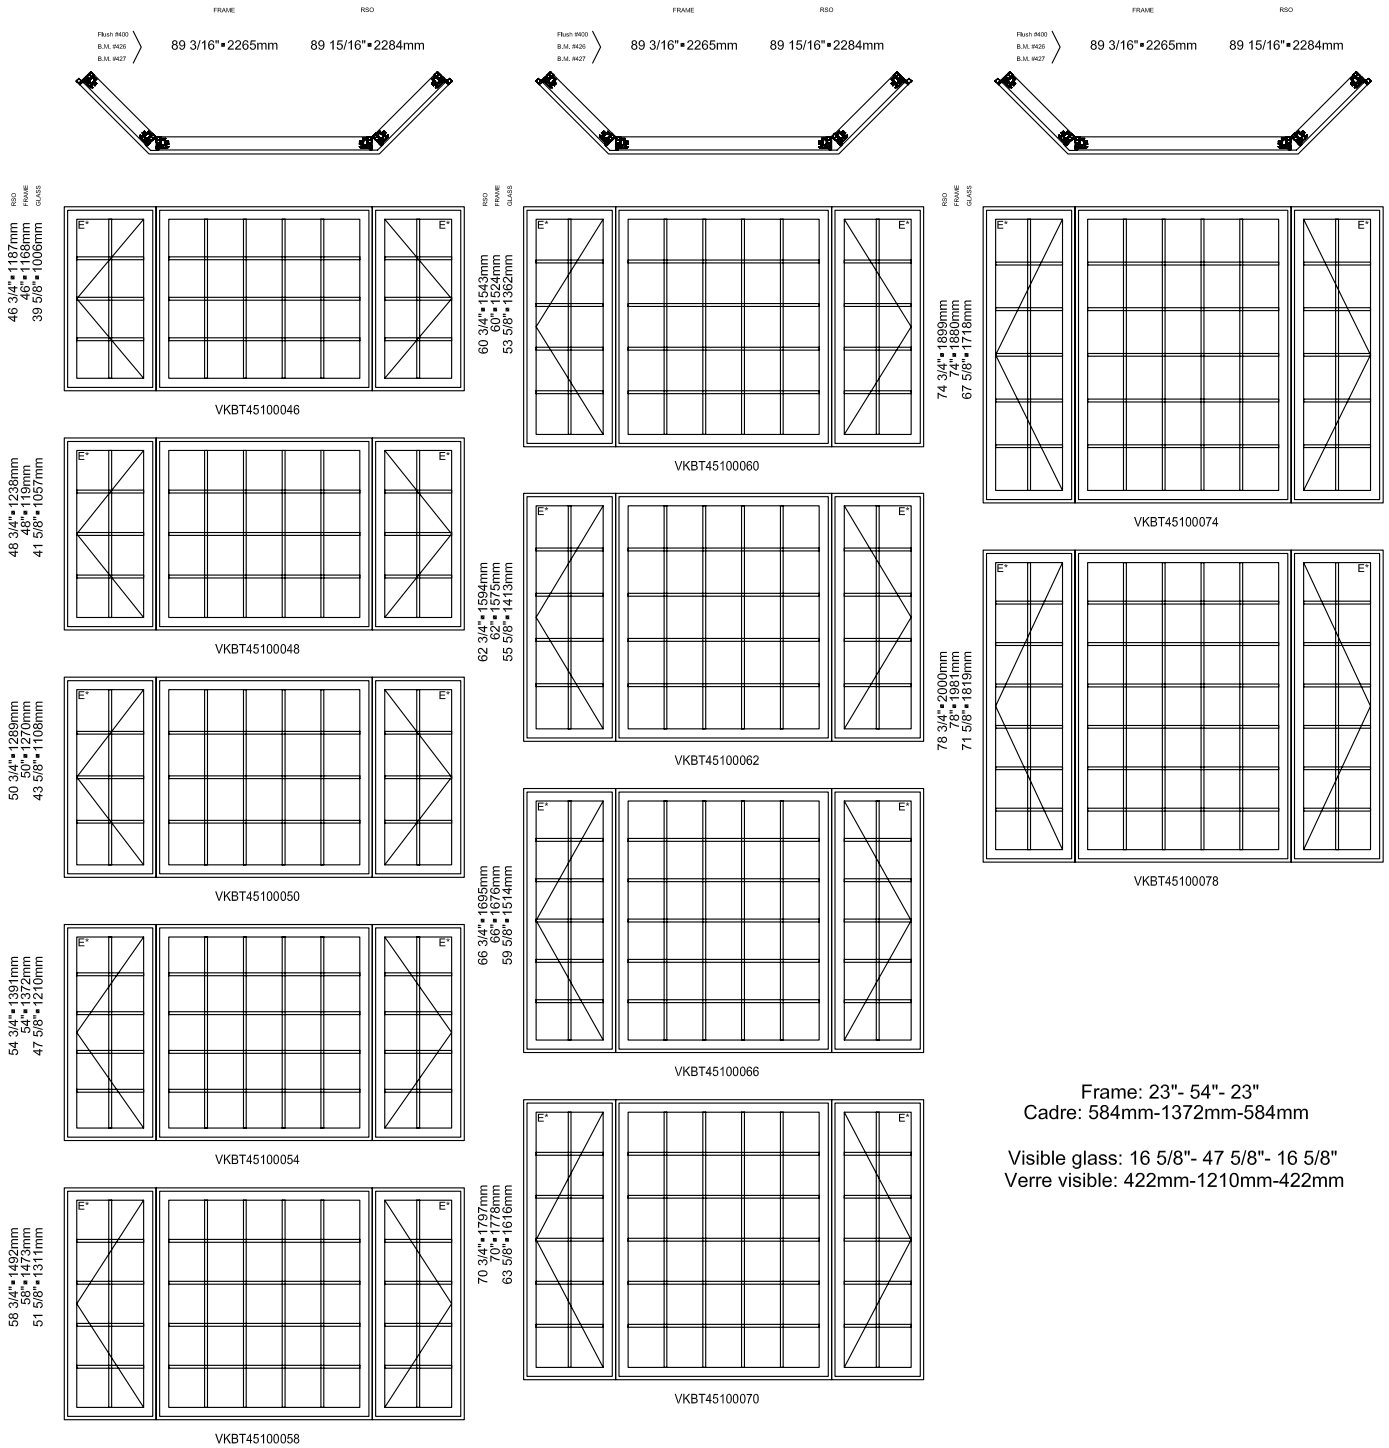 FRAME RSO
Flush #400
B.M. #426
B.M. #427
89 3/16"▪2265mm 89 15/16"▪2284mm
RSO
FRAME
GLASS
46 3/4"▪1187mm
46"▪1168mm
39 5/8"▪1006mm
E* E*
VKBT45100046
48 3/4"▪1238mm
48"▪119mm
41 5/8"▪1057mm
E* E*
VKBT45100048
50 3/4"▪1289mm
50"▪1270mm
43 5/8"▪1108mm
E* E*
VKBT45100050
54 3/4"▪1391mm
54"▪1372mm
47 5/8"▪1210mm
E* E*
VKBT45100054
58 3/4"▪1492mm
58"▪1473mm
51 5/8"▪1311mm
E* E*
VKBT45100058
FRAME RSO
Flush #400
B.M. #426
B.M. #427
89 3/16"▪2265mm 89 15/16"▪2284mm
RSO
FRAME
GLASS
60 3/4"▪1543mm
60"▪1524mm
53 5/8"▪1362mm
E* E*
VKBT45100060
62 3/4"▪1594mm
62"▪1575mm
55 5/8"▪1413mm
E* E*
VKBT45100062
66 3/4"▪1695mm
66"▪1676mm
59 5/8"▪1514mm
E* E*
VKBT45100066
70 3/4"▪1797mm
70"▪1778mm
63 5/8"▪1616mm
E* E*
VKBT45100070
FRAME RSO
Flush #400
B.M. #426
B.M. #427
89 3/16"▪2265mm 89 15/16"▪2284mm
RSO
FRAME
GLASS
74 3/4"▪1899mm
74"▪1880mm
67 5/8"▪1718mm
E* E*
VKBT45100074
78 3/4"▪2000mm
78"▪1981mm
71 5/8"▪1819mm
E* E*
VKBT45100078
Frame: 23"- 54"- 23"
Cadre: 584mm-1372mm-584mm
Visible glass: 16 5/8"- 47 5/8"- 16 5/8"
Verre visible: 422mm-1210mm-422mm